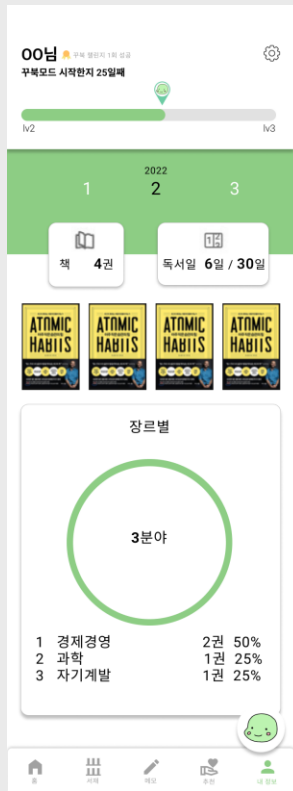 OO님 꾸북 챌린지 1회 성공
꾸북모드 시작한지 25일째
lv2 lv3
2022
1 2 3
책 4권
독서일 6일 / 30일
ATOMIC HABITS ATOMIC HABITS ATOMIC HABITS ATOMIC HABITS
장르별
3분야
1 경제경영 2권 50%
2 과학 1권 25%
3 자기계발 1권 25%
홈 서재 메모 추천 내 정보